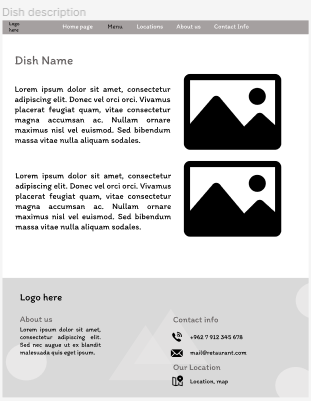 Dish description
Logo here
Home page Menu Locations About us Contact Info
Dish Name
Lorem ipsum dolor sit amet, consectetur
adipiscing elit. Donec vel orci orci. Vivamus
placerat feugiat quam, vitae tempor
magna accumsan ac. Nullam ornare
maximus nisl vel euismod. Sed bibendum
massa vitae nulla aliquam sodales.
Lorem ipsum dolor sit amet, consectetur
adipiscing elit. Donec vel orci orci. Vivamus
placerat feugiat quam, vitae tempor
magna accumsan ac. Nullam ornare
maximus nisl vel euismod. Sed bibendum
massa vitae nulla aliquam sodales.
Logo here
About us
Lorem ipsum dolor sit amet,
consectetur adipiscing elit.
Sed nec augue ut ex blandit
malesuada quis eget ipsum.
Contact info
+962 7 912 345 678
mail@retaurant.com
Our Location
Location, map